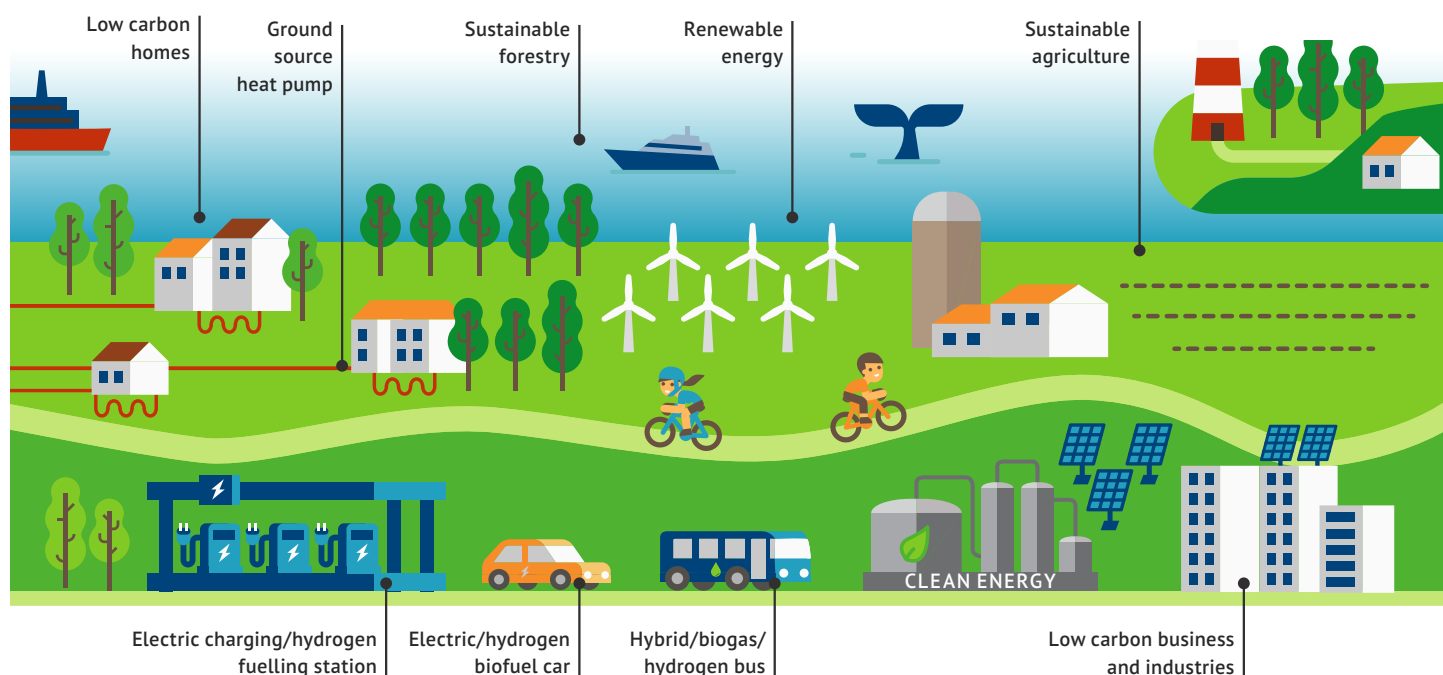 Low carbon
homes
Ground
source
heat pump
Sustainable
forestry
Renewable
energy
Sustainable
agriculture
CLEAN ENERGY
Electric charging/hydrogen
fuelling station
Electric/hydrogen
biofuel car
Hybrid/biogas/
hydrogen bus
Low carbon business
and industries